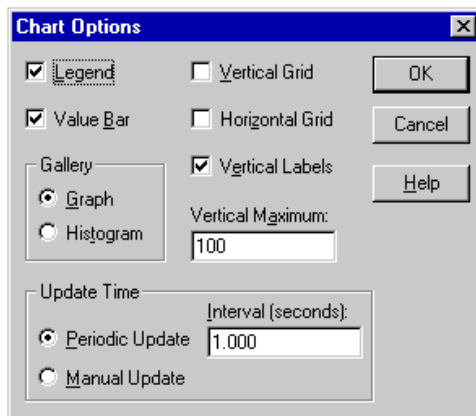 Chart Options
Legend
Vertical Grid
OK
Value Bar
Horizontal Grid
Cancel
Gallery
Vertical Labels
Graph
Help
Histogram
Vertical Maximum:
100
Update Time
Interval (seconds):
Periodic Update
1.000
Manual Update